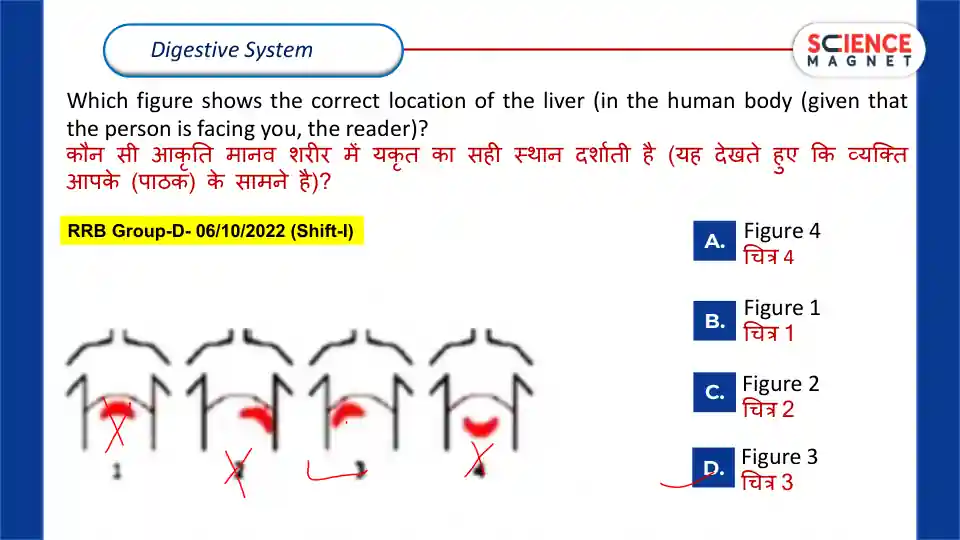 Digestive System
SCIENCE
MAGNET
Which figure shows the correct location of the liver (in the human body (given that
the person is facing you, the reader)?
कौन सी आकृति मानव शरीर में यकृत का सही स्थान दर्शाती है (यह देखते हुए कि व्यक्ति
आपके (पाठक) के सामने है)?
RRB Group-D- 06/10/2022 (Shift-I)
A.
Figure 4
चित्र 4
B.
Figure 1
चित्र 1
C.
Figure 2
चित्र 2
D.
Figure 3
चित्र 3
1 2 3 4